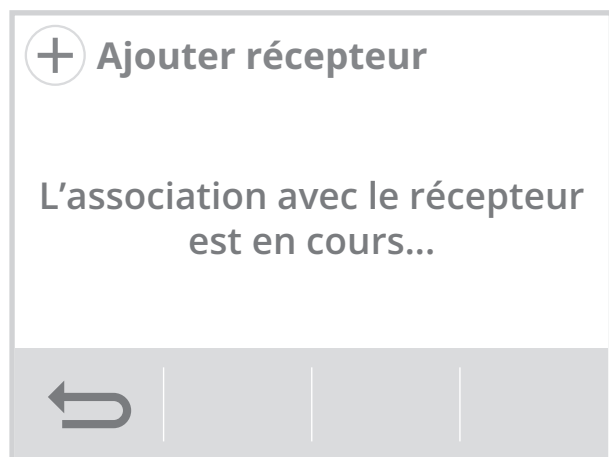 Ajouter récepteur
L’association avec le récepteur
est en cours...